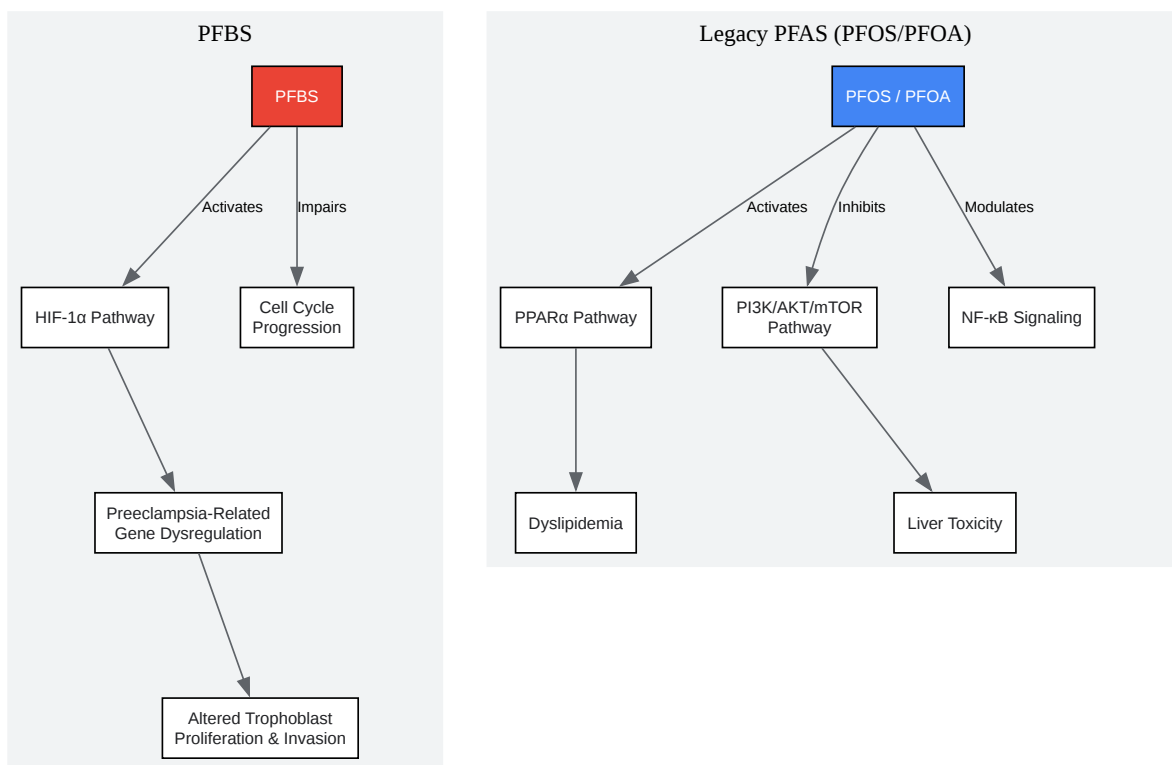 PFBS
PFBS
Activates
Impairs
HIF-1α Pathway
Cell Cycle
Progression
Preeclampsia-Related
Gene Dysregulation
Altered Trophoblast
Proliferation & Invasion
Legacy PFAS (PFOS/PFOA)
PFOS / PFOA
Activates
Inhibits
Modulates
PPARα Pathway
PI3K/AKT/mTOR
Pathway
NF-κB Signaling
Dyslipidemia
Liver Toxicity